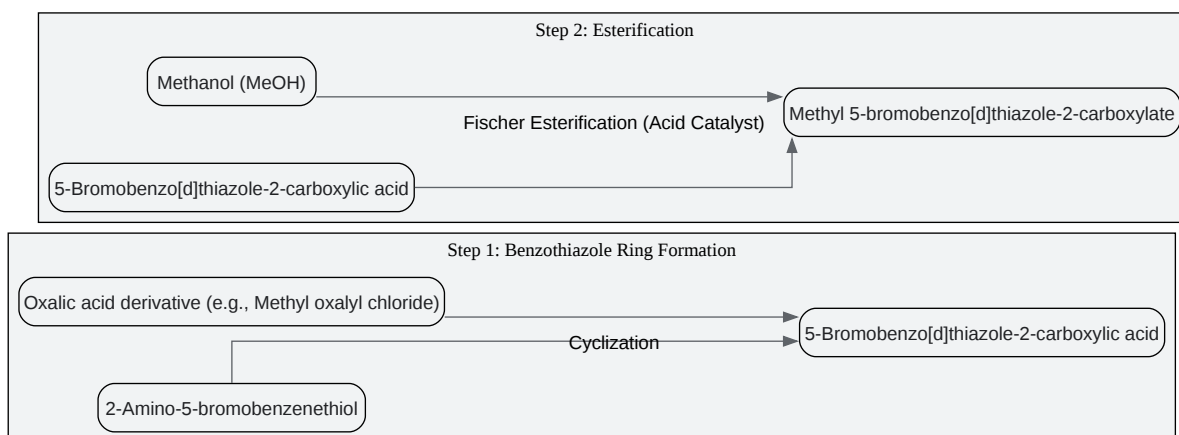 Step 2: Esterification
Methanol (MeOH)
Fischer Esterification (Acid Catalyst)
Methyl 5-bromobenzo[d]thiazole-2-carboxylate
5-Bromobenzo[d]thiazole-2-carboxylic acid
Step 1: Benzothiazole Ring Formation
Oxalic acid derivative (e.g., Methyl oxalyl chloride)
Cyclization
5-Bromobenzo[d]thiazole-2-carboxylic acid
2-Amino-5-bromobenzenethiol